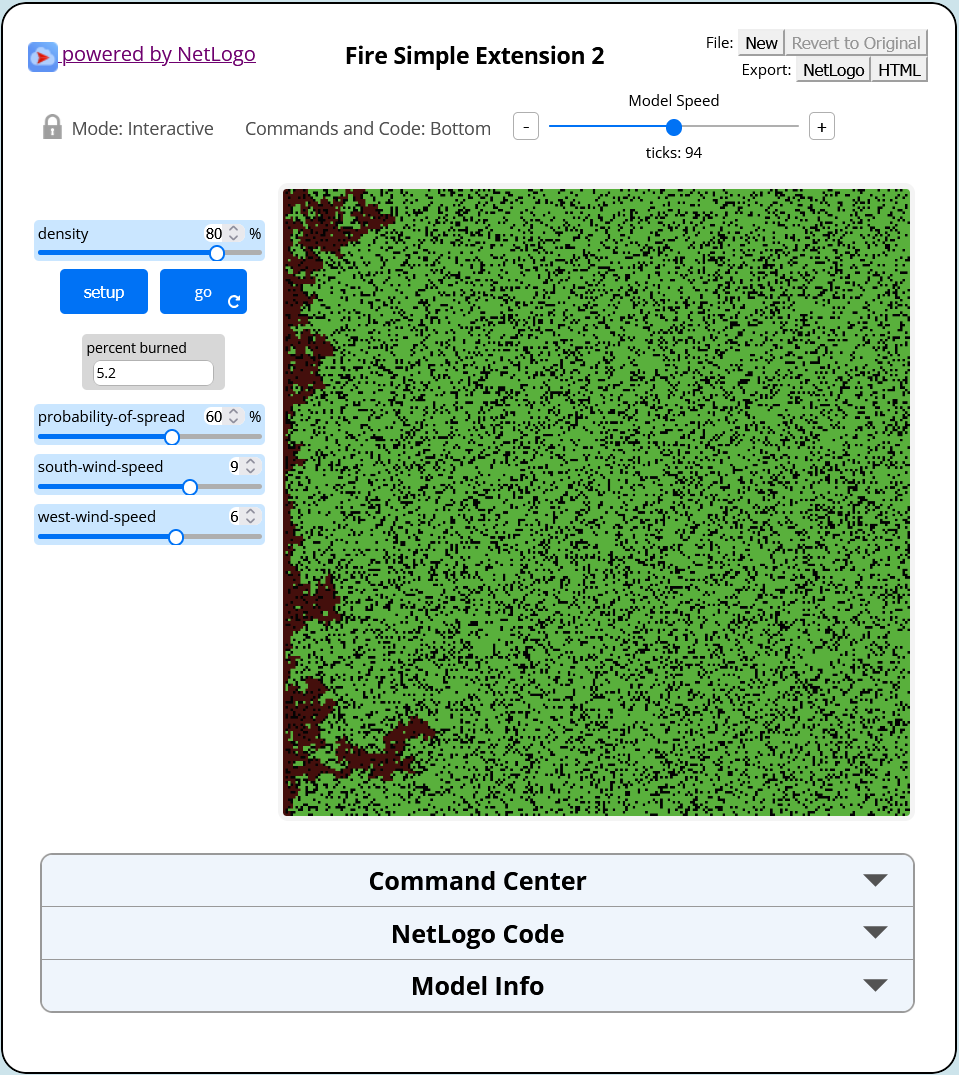 powered by NetLogo
Fire Simple Extension 2
File: New Revert to Original
Export: NetLogo HTML
Mode: Interactive
Commands and Code: Bottom
Model Speed
- +
ticks: 94
density 80 %
setup go
percent burned
5.2
probability-of-spread 60 %
south-wind-speed 9
west-wind-speed 6
Command Center
NetLogo Code
Model Info